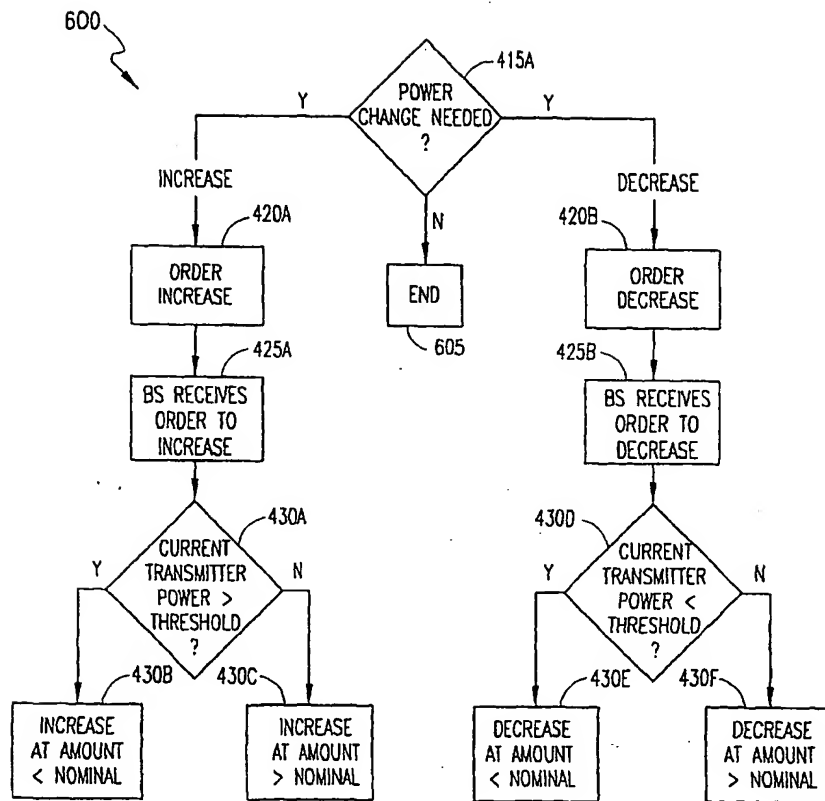 600
415A
POWER
CHANGE NEEDED
?
Y
Y
INCREASE
DECREASE
N
420A
ORDER
INCREASE
END
605
420B
ORDER
DECREASE
425A
BS RECEIVES
ORDER TO
INCREASE
425B
BS RECEIVES
ORDER TO
DECREASE
430A
CURRENT
TRANSMITTER
POWER >
THRESHOLD
?
Y
N
430D
CURRENT
TRANSMITTER
POWER <
THRESHOLD
?
Y
N
430B
INCREASE
AT AMOUNT
< NOMINAL
430C
INCREASE
AT AMOUNT
> NOMINAL
430E
DECREASE
AT AMOUNT
< NOMINAL
430F
DECREASE
AT AMOUNT
> NOMINAL